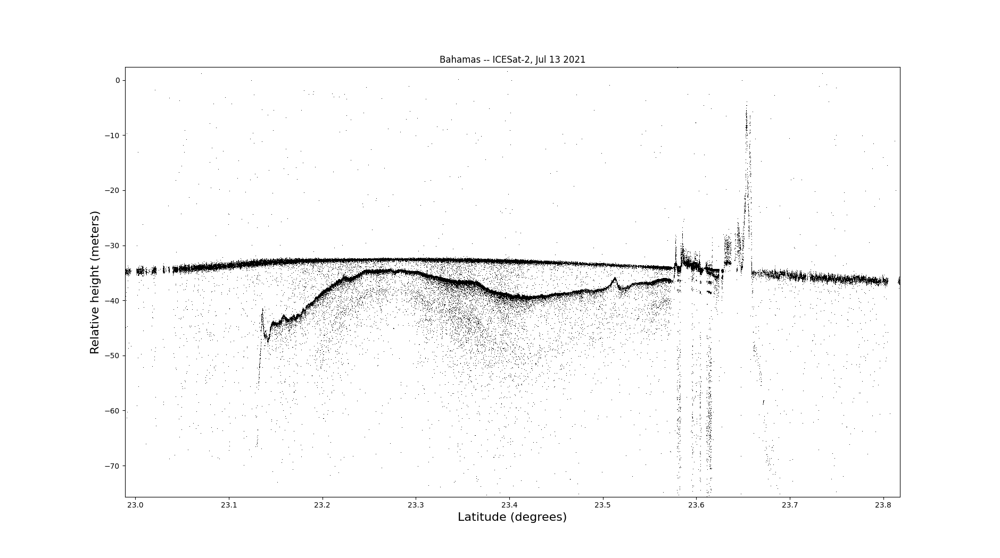 Bahamas -- ICESat-2, Jul 13 2021
0
−10
−20
−30
−40
−50
−60
−70
Relative height (meters)
23.0 23.1 23.2 23.3 23.4 23.5 23.6 23.7 23.8
Latitude (degrees)